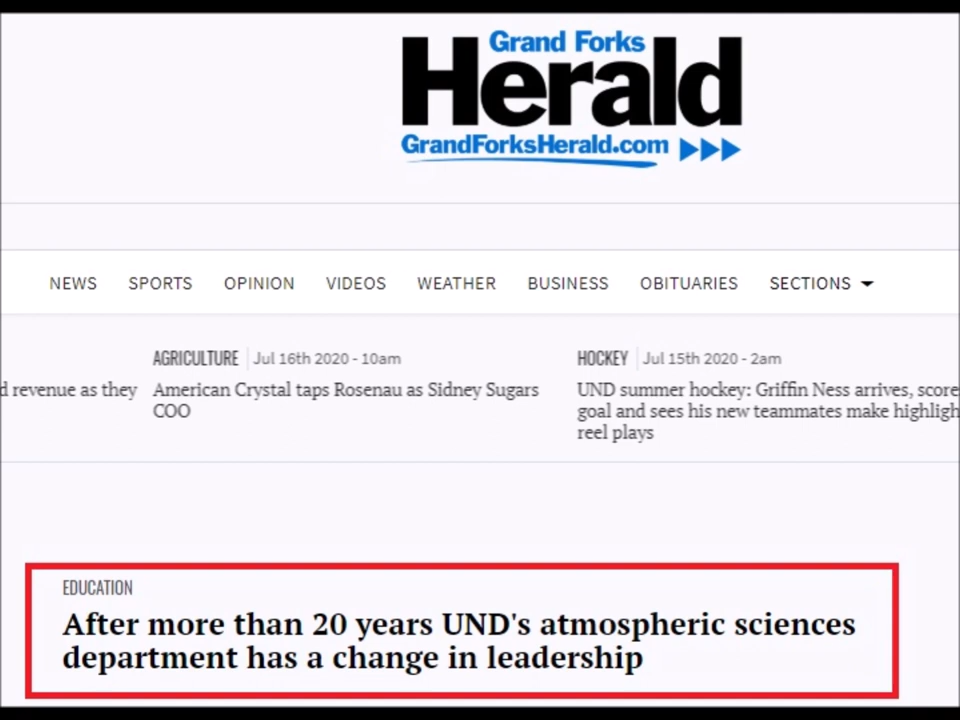 Grand Forks
Herald
GrandForksHerald.com
NEWS SPORTS OPINION VIDEOS WEATHER BUSINESS OBITUARIES SECTIONS
d revenue as they
AGRICULTURE Jul 16th 2020 - 10am
American Crystal taps Rosenau as Sidney Sugars
COO
HOCKEY Jul 15th 2020 - 2am
UND summer hockey: Griffin Ness arrives, score
goal and sees his new teammates make highligh
reel plays
EDUCATION
After more than 20 years UND's atmospheric sciences
department has a change in leadership